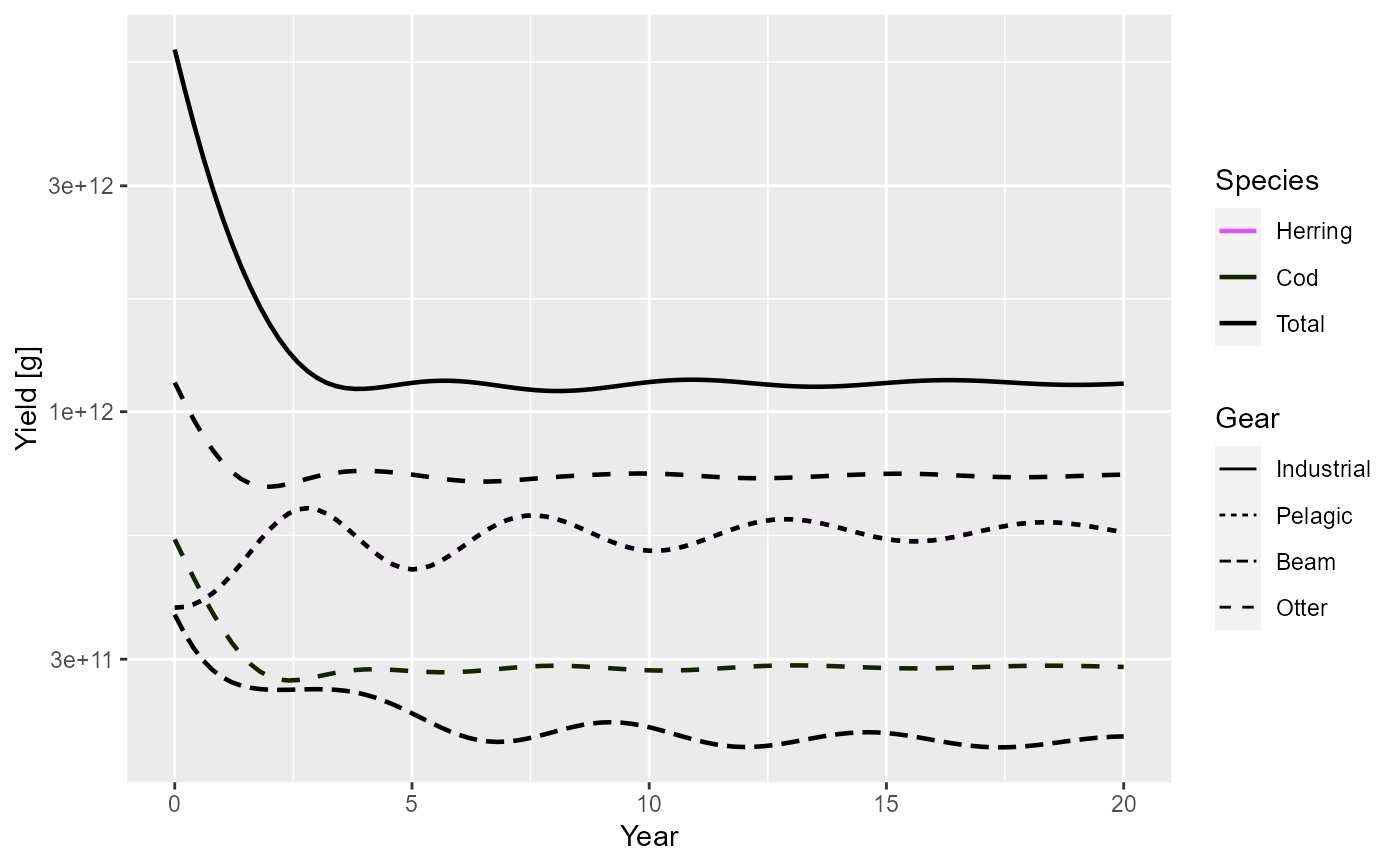 Yield [g]
3e+12
1e+12
3e+11
0 5 10 15 20
Year
Species
Herring
Cod
Total
Gear
Industrial
Pelagic
Beam
Otter